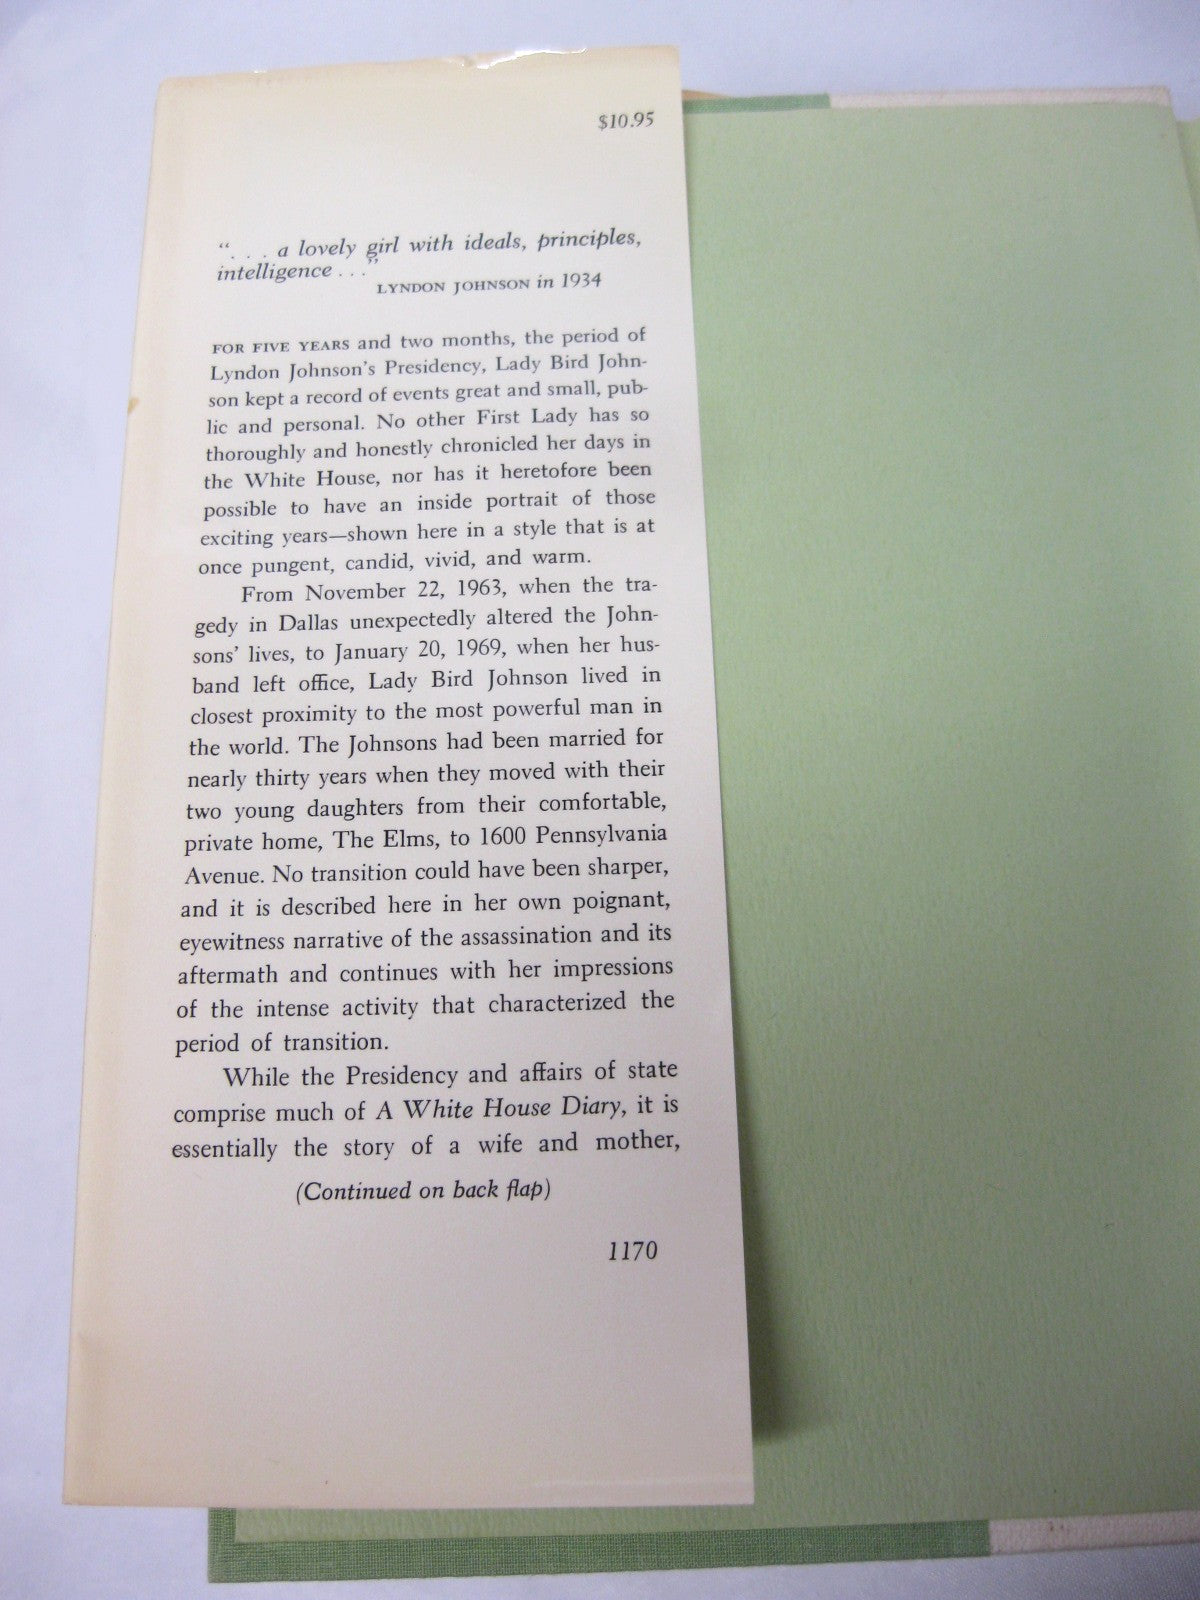 $10.95
“. . . a lovely girl with ideals, principles,
intelligence . . .”
LYNDON JOHNSON in 1934
FOR FIVE YEARS and two months, the period of
Lyndon Johnson’s Presidency, Lady Bird John-
son kept a record of events great and small, pub-
lic and personal. No other First Lady has so
thoroughly and honestly chronicled her days in
the White House, nor has it heretofore been
possible to have an inside portrait of those
exciting years—shown here in a style that is at
once pungent, candid, vivid, and warm.
From November 22, 1963, when the tra-
gedy in Dallas unexpectedly altered the John-
sons’ lives, to January 20, 1969, when her hus-
band left office, Lady Bird Johnson lived in
closest proximity to the most powerful man in
the world. The Johnsons had been married for
nearly thirty years when they moved with their
two young daughters from their comfortable,
private home, The Elms, to 1600 Pennsylvania
Avenue. No transition could have been sharper,
and it is described here in her own poignant,
eyewitness narrative of the assassination and its
aftermath and continues with her impressions
of the intense activity that characterized the
period of transition.
While the Presidency and affairs of state
comprise much of A White House Diary, it is
essentially the story of a wife and mother,
(Continued on back flap)
1170